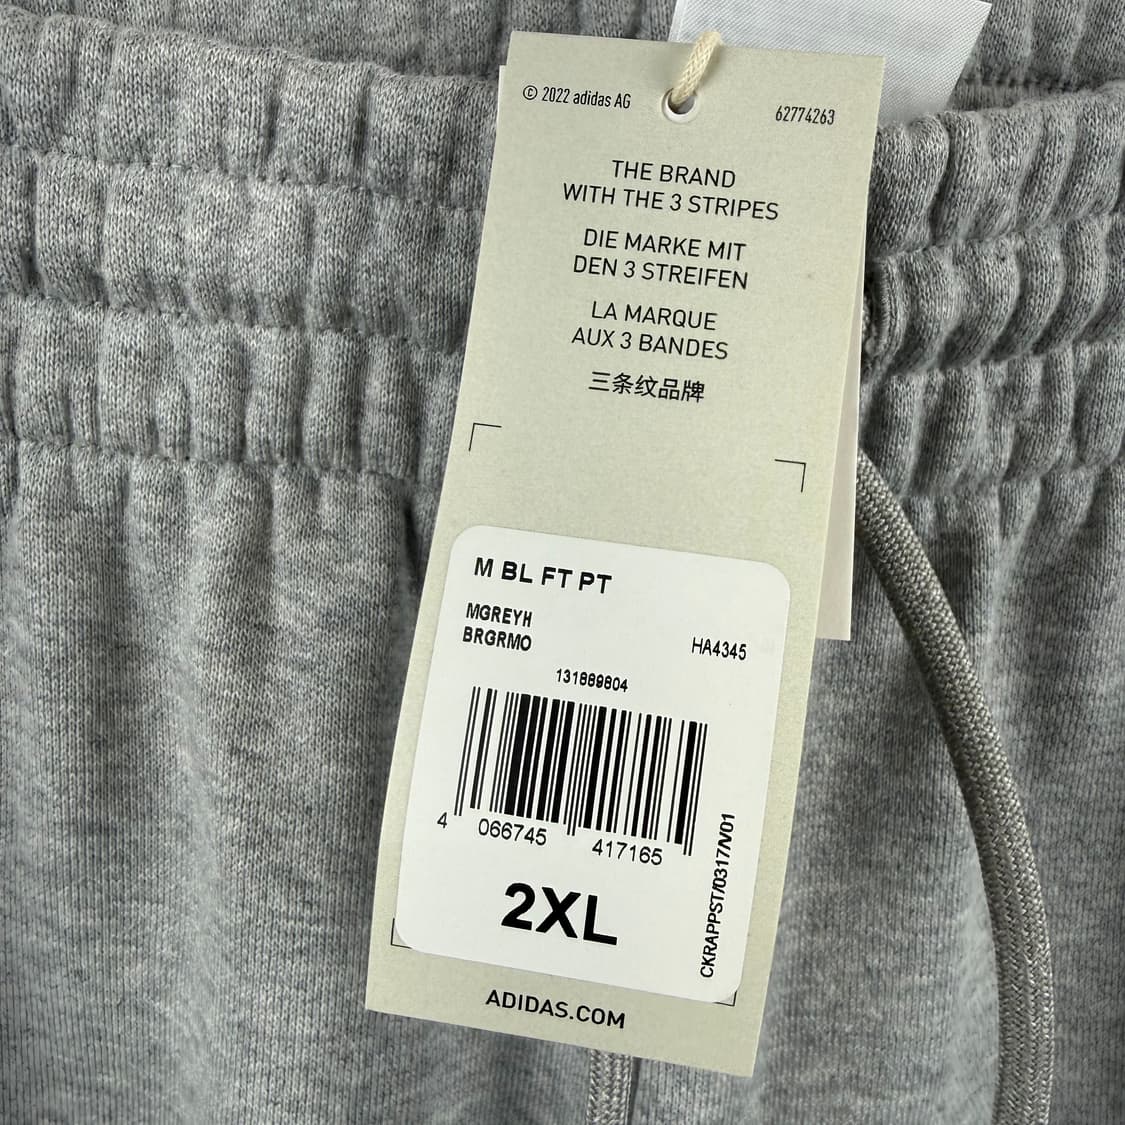 © 2022 adidas AG
62774263
THE BRAND
WITH THE 3 STRIPES
DIE MARKE MIT
DEN 3 STREIFEN
LA MARQUE
AUX 3 BANDES
三条纹品牌
M BL FT PT
MGREYH
BRGRMO
HA4345
131889804
4 066745 417165
2XL
CKRAPPST/0317/V01
ADIDAS.COM